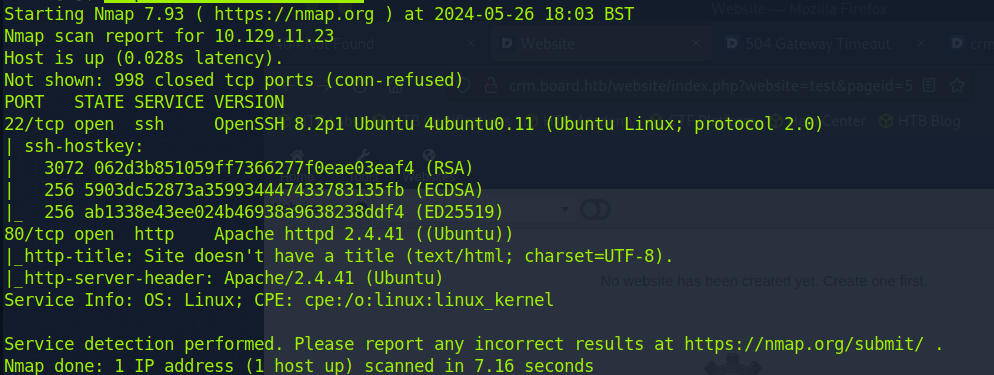 Starting Nmap 7.93 ( https://nmap.org ) at 2024-05-26 18:03 BST
Website — Mozilla Firefox
Nmap scan report for 10.129.11.23
Found
Website
504 Gateway Timeout
crm
Host is up (0.028s latency).
Not shown: 998 closed tcp ports (conn-refused)
crm.board.htb/website/index.php?website=test&pageid=5
PORT   STATE SERVICE VERSION
22/tcp open  ssh     OpenSSH 8.2p1 Ubuntu 4ubuntu0.11 (Ubuntu Linux; protocol 2.0)
Center
HTB Blog
| ssh-hostkey:
|   3072 062d3b851059ff7366277f0eae03eaf4 (RSA)
|   256 5903dc52873a359934447433783135fb (ECDSA)
|_  256 ab1338e43ee024b46938a9638238ddf4 (ED25519)
80/tcp open  http    Apache httpd 2.4.41 ((Ubuntu))
|_http-title: Site doesn't have a title (text/html; charset=UTF-8).
|_http-server-header: Apache/2.4.41 (Ubuntu)
No website has been created yet. Create one first.
Service Info: OS: Linux; CPE: cpe:/o:linux:linux_kernel
Service detection performed. Please report any incorrect results at https://nmap.org/submit/ .
Nmap done: 1 IP address (1 host up) scanned in 7.16 seconds